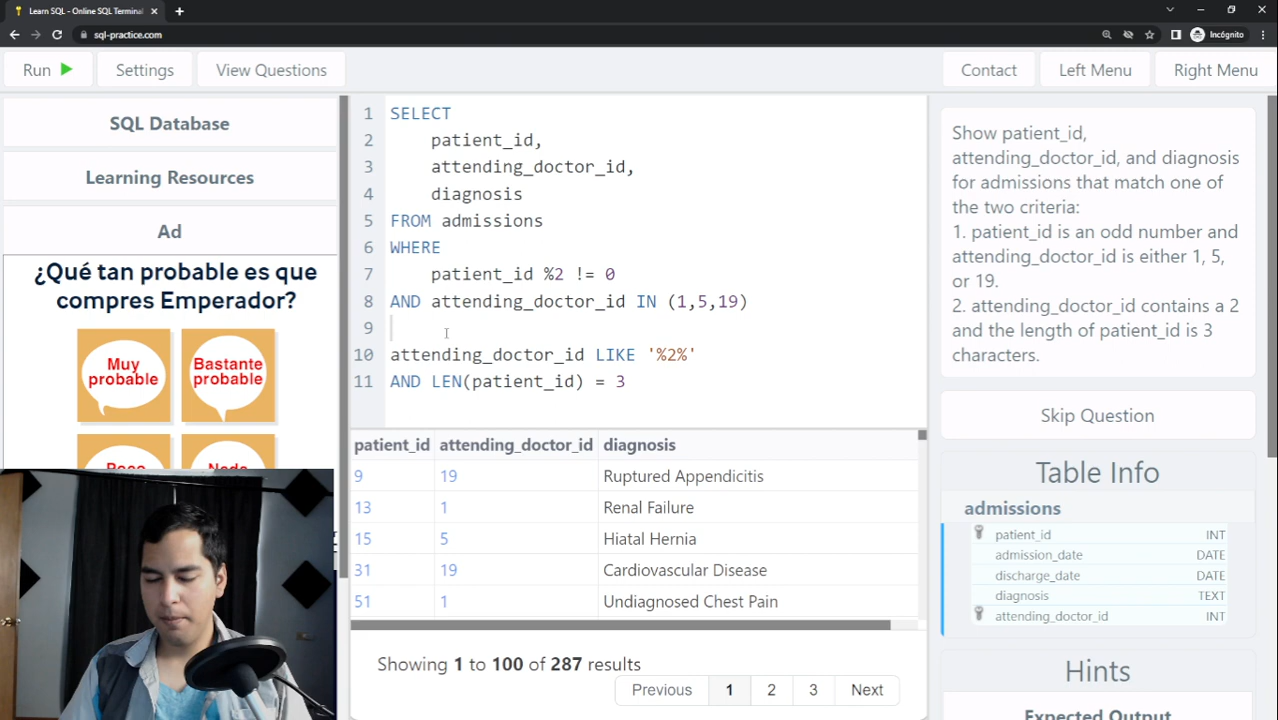 Learn SQL - Online SQL Terminal
sql-practice.com
Incógnito
Run
Settings
View Questions
Contact
Left Menu
Right Menu
SQL Database
Learning Resources
Ad
¿Qué tan probable es que
compres Emperador?
Muy
probable
Bastante
probable
1 SELECT
2 patient_id,
3 attending_doctor_id,
4 diagnosis
5 FROM admissions
6 WHERE
7 patient_id %2 != 0
8 AND attending_doctor_id IN (1,5,19)
9
10 attending_doctor_id LIKE '%2%'
11 AND LEN(patient_id) = 3
patient_id attending_doctor_id diagnosis
9 19 Ruptured Appendicitis
13 1 Renal Failure
15 5 Hiatal Hernia
31 19 Cardiovascular Disease
51 1 Undiagnosed Chest Pain
Showing 1 to 100 of 287 results
Previous 1 2 3 Next
Show patient_id,
attending_doctor_id, and diagnosis
for admissions that match one of
the two criteria:
1. patient_id is an odd number and
attending_doctor_id is either 1, 5,
or 19.
2. attending_doctor_id contains a 2
and the length of patient_id is 3
characters.
Skip Question
Table Info
admissions
patient_id INT
admission_date DATE
discharge_date DATE
diagnosis TEXT
attending_doctor_id INT
Hints
Expected Output